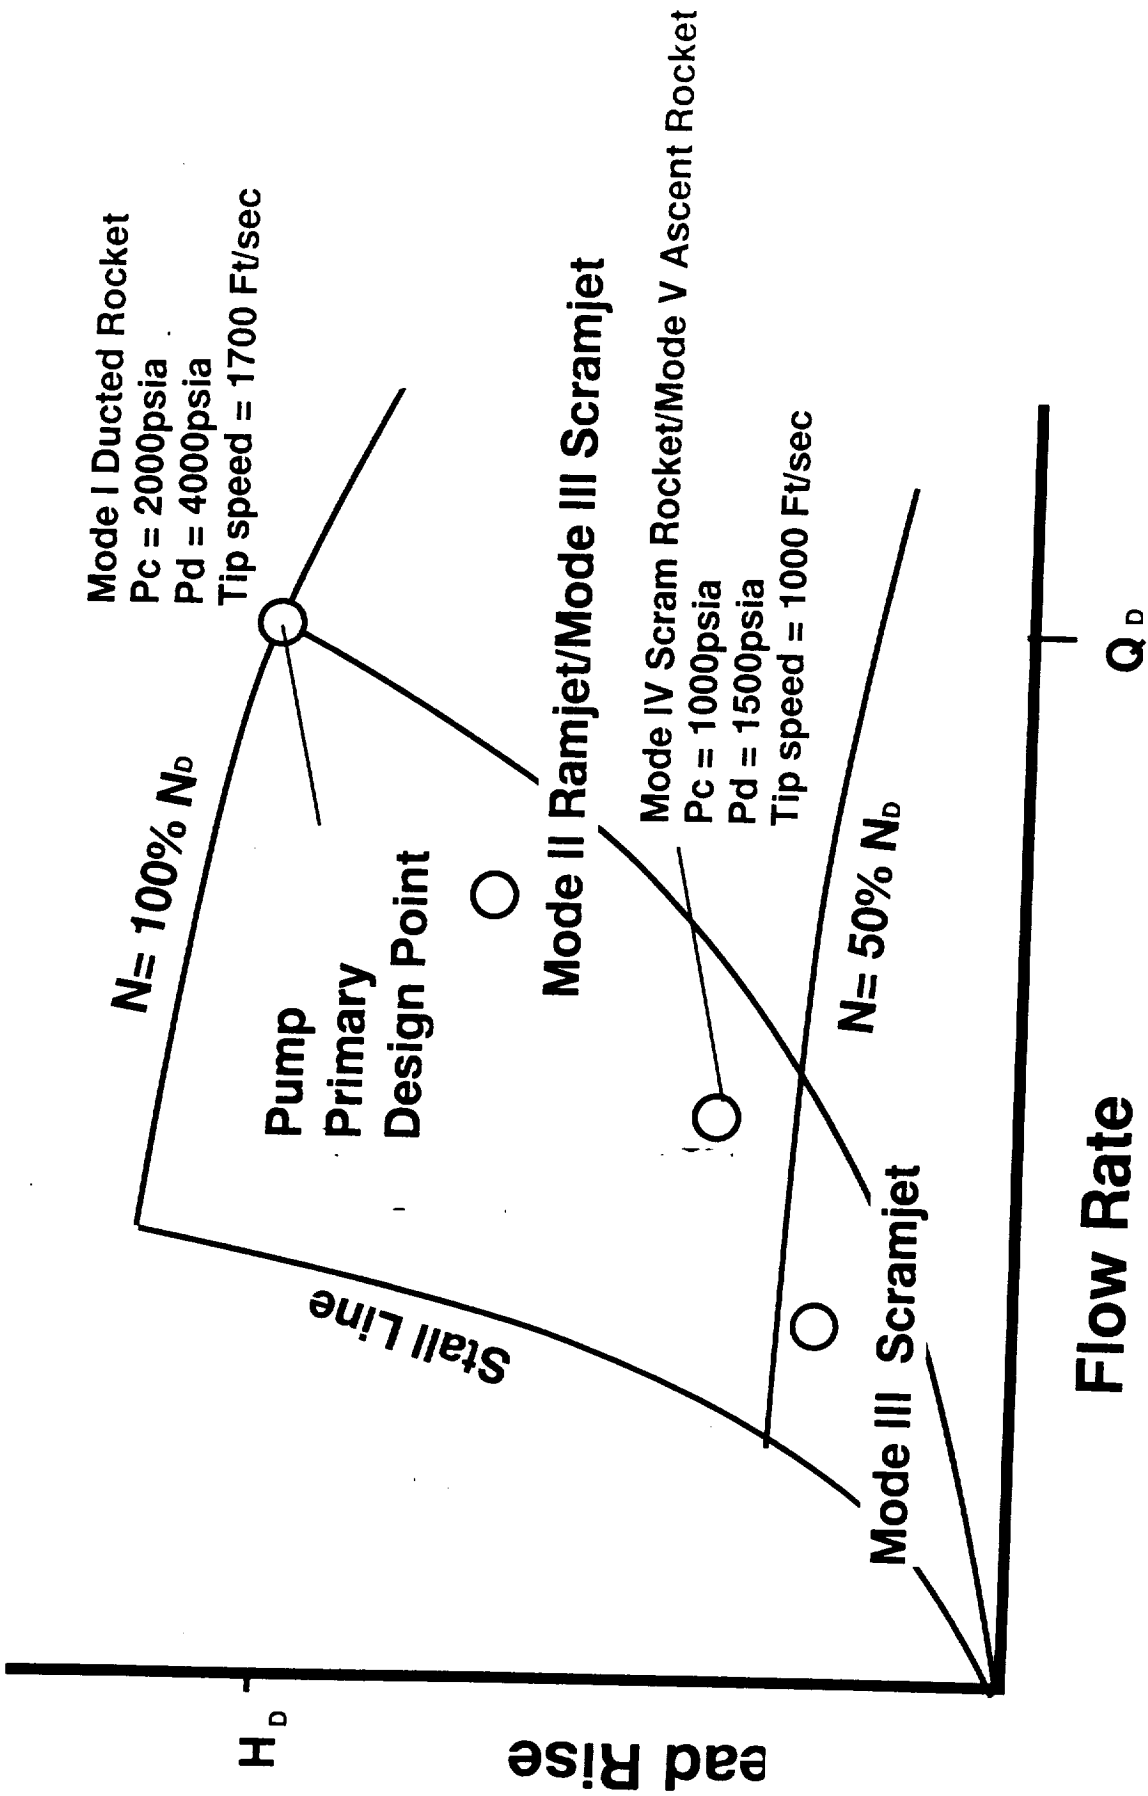 Mode I Ducted Rocket
Pc = 2000psia
Pd = 4000psia
Tip speed = 1700 Ft/sec
N= 100% ND
HD
Pump
Primary
Design Point
Stall Line
ead Rise
Mode II Ramjet/Mode III Scramjet
Mode IV Scram Rocket/Mode V Ascent Rocket
Pc = 1000psia
Pd = 1500psia
Tip speed = 1000 Ft/sec
N= 50% ND
Mode III Scramjet
QD
Flow Rate